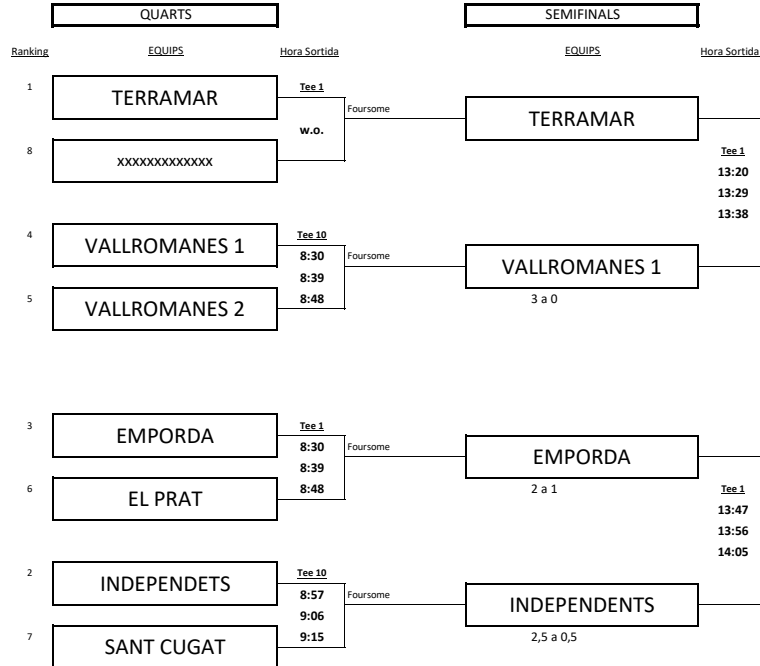 QUARTS SEMIFINALS
Ranking EQUIPS Hora Sortida EQUIPS Hora Sortida
1 TERRAMAR Tee 1
Foursome
TERRAMAR
w.o.
8 xxxxxxxxxxxxx
Tee 1
13:20
13:29
13:38
4 VALLROMANES 1 Tee 10
8:30 Foursome
VALLROMANES 1
8:39
5 VALLROMANES 2 8:48
3 a 0
3 EMPORDA Tee 1
8:30 Foursome
EMPORDA
8:39
6 EL PRAT 8:48
2 a 1
Tee 1
13:47
13:56
14:05
2 INDEPENDETS Tee 10
8:57 Foursome
INDEPENDENTS
9:06
7 SANT CUGAT 9:15
2,5 a 0,5